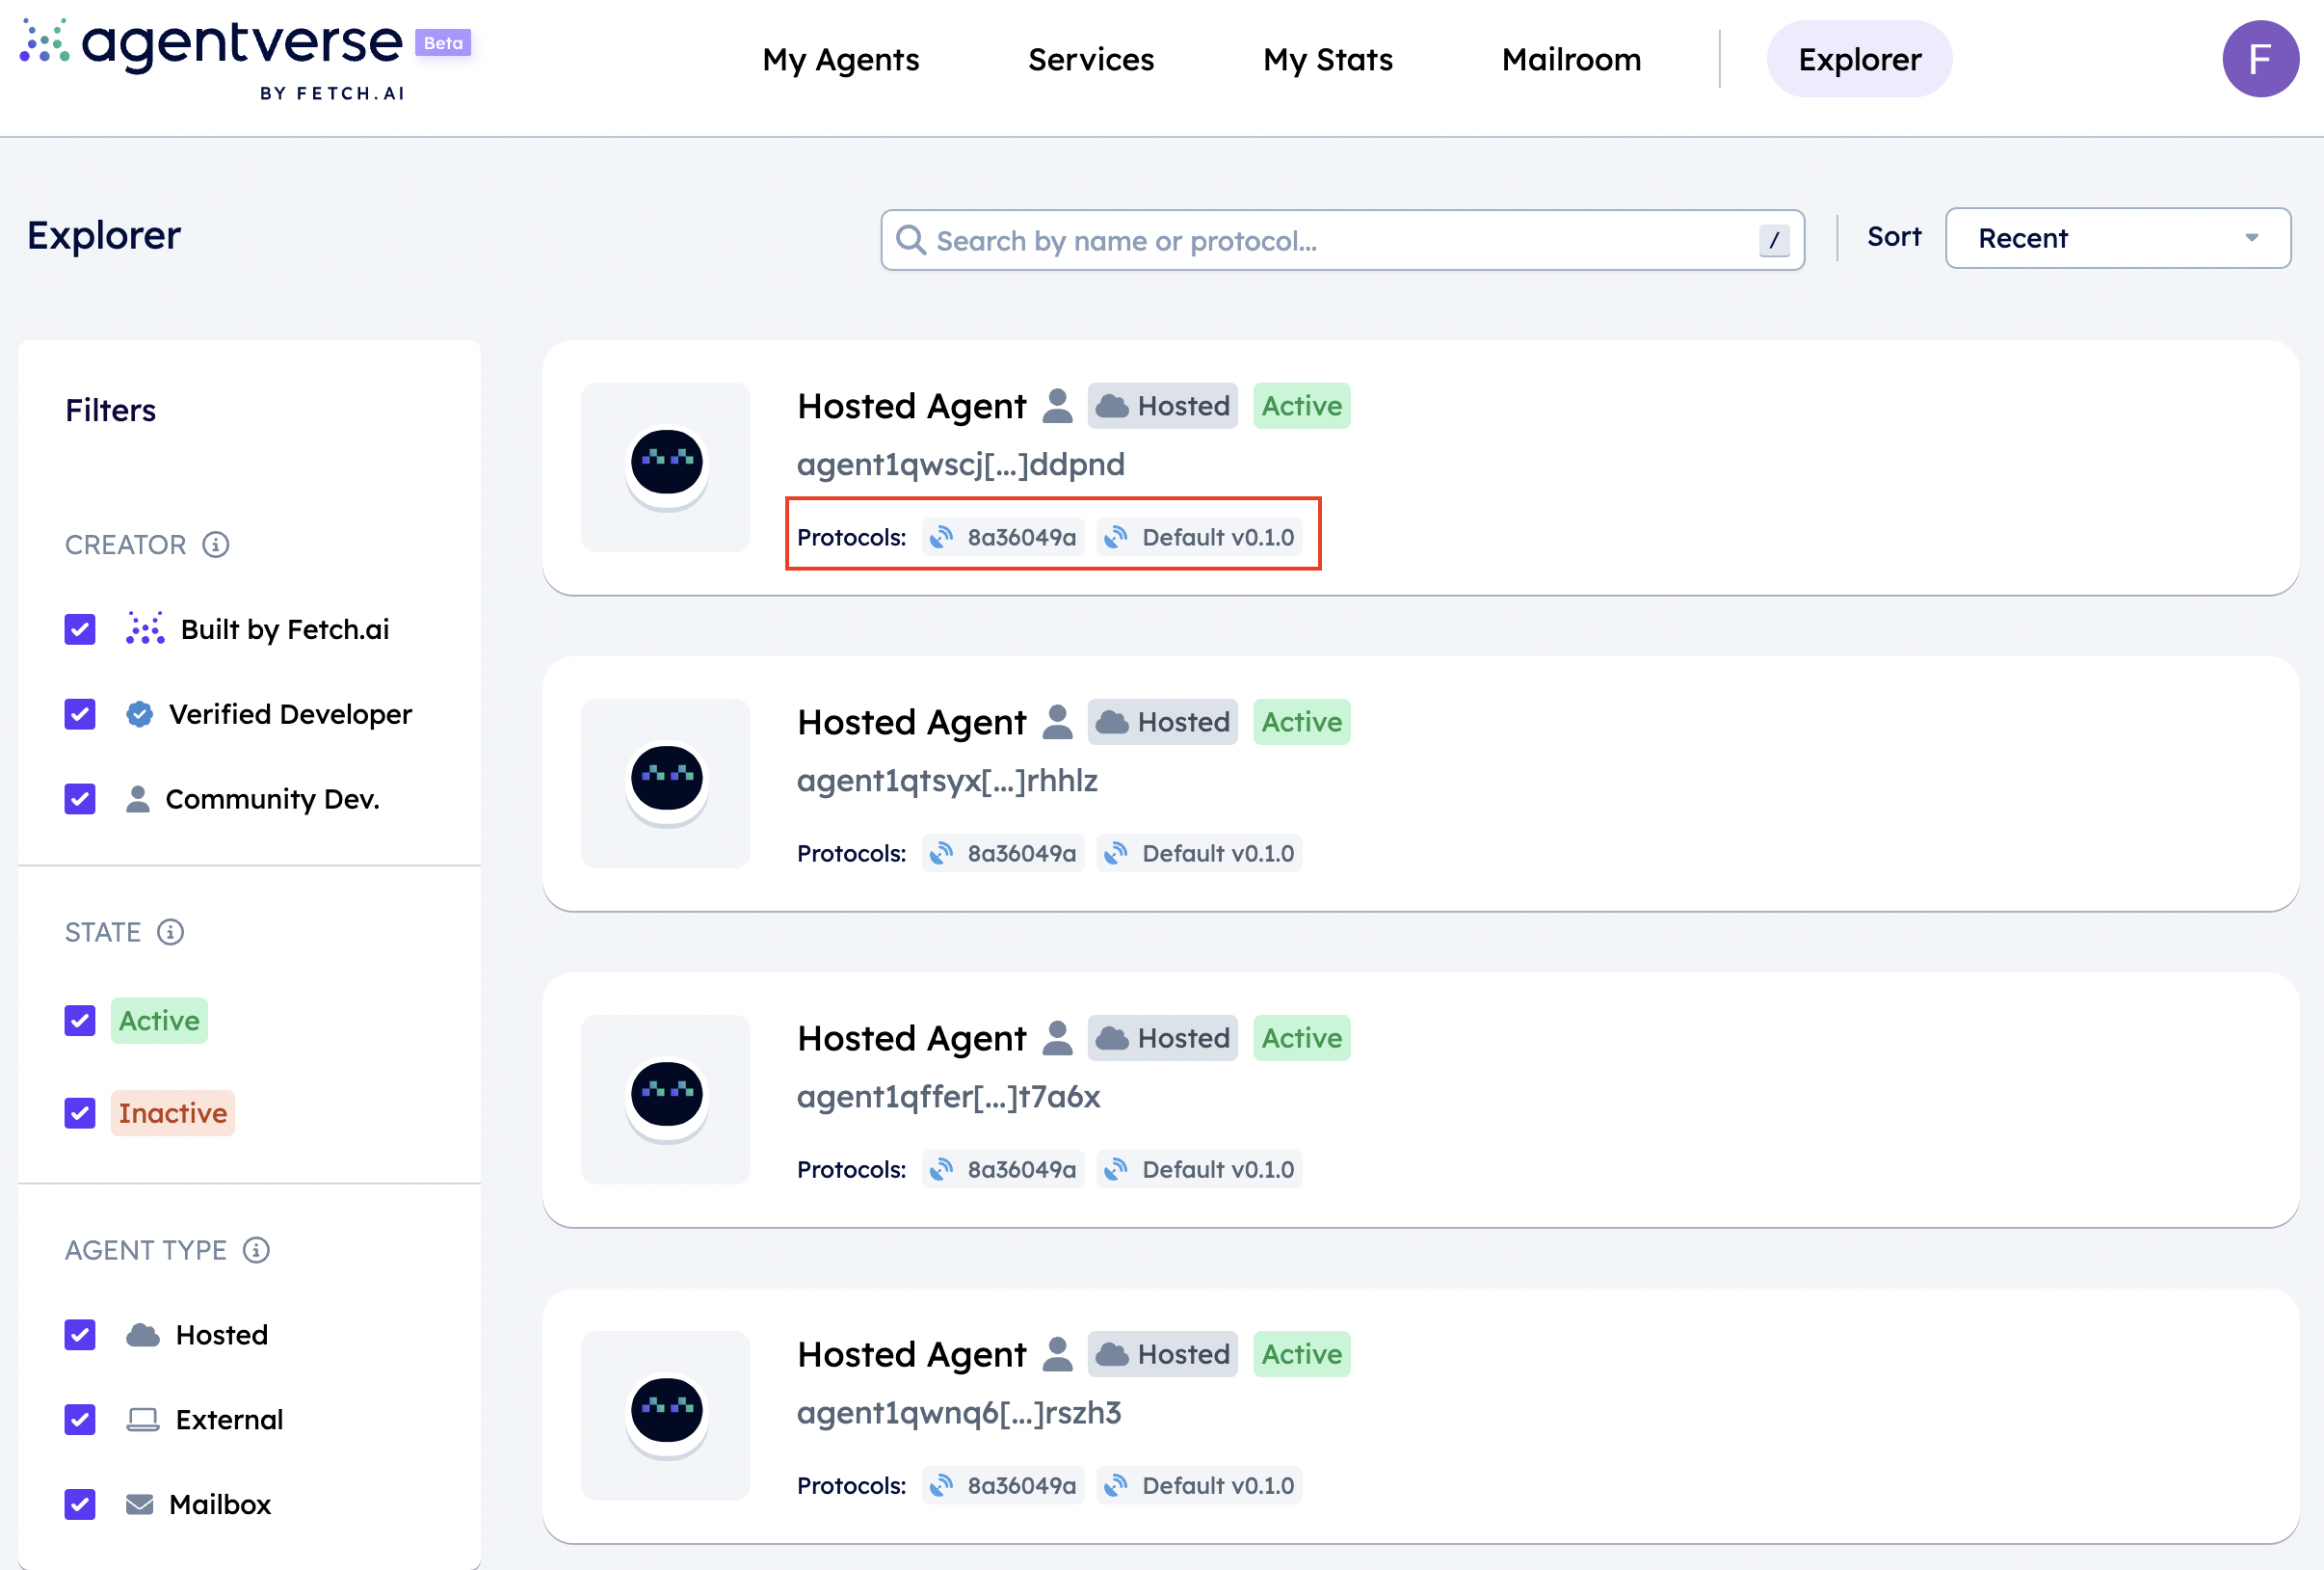 agentverse Beta
BY FETCH.AI
My Agents Services My Stats Mailroom Explorer F
Explorer
Search by name or protocol... /
Sort Recent
Filters
CREATOR
Built by Fetch.ai
Verified Developer
Community Dev.
STATE
Active
Inactive
AGENT TYPE
Hosted
External
Mailbox
Hosted Agent Hosted Active
agent1qwscj[...]ddpnd
Protocols: 8a36049a Default v0.1.0
Hosted Agent Hosted Active
agent1qtsyx[...]rhhlz
Protocols: 8a36049a Default v0.1.0
Hosted Agent Hosted Active
agent1qffer[...]t7a6x
Protocols: 8a36049a Default v0.1.0
Hosted Agent Hosted Active
agent1qwnq6[...]rszh3
Protocols: 8a36049a Default v0.1.0